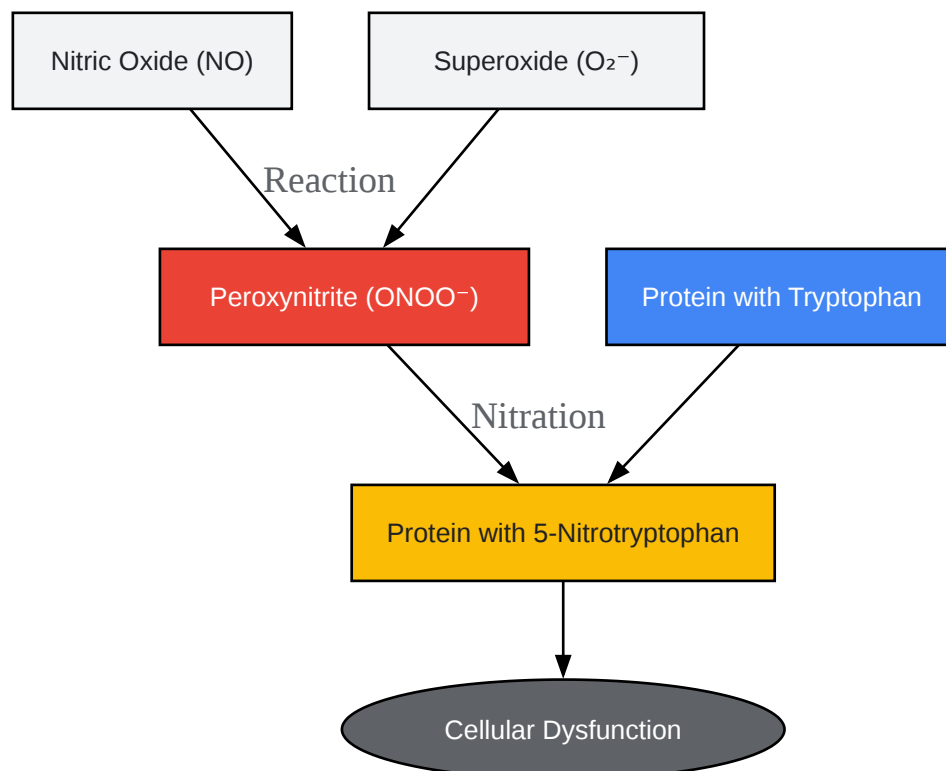 Nitric Oxide (NO)
Superoxide (O₂⁻)
Reaction
Peroxynitrite (ONOO⁻)
Protein with Tryptophan
Nitration
Protein with 5-Nitrotryptophan
Cellular Dysfunction